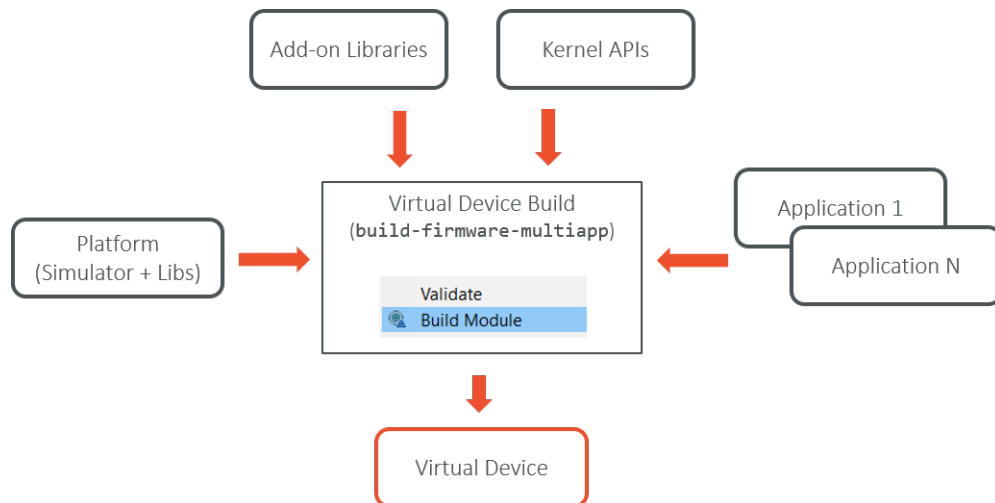 Add-on Libraries
Kernel APIs
Virtual Device Build
(build-firmware-multiapp)
Platform
(Simulator + Libs)
Application 1
Application N
Validate
Build Module
Virtual Device